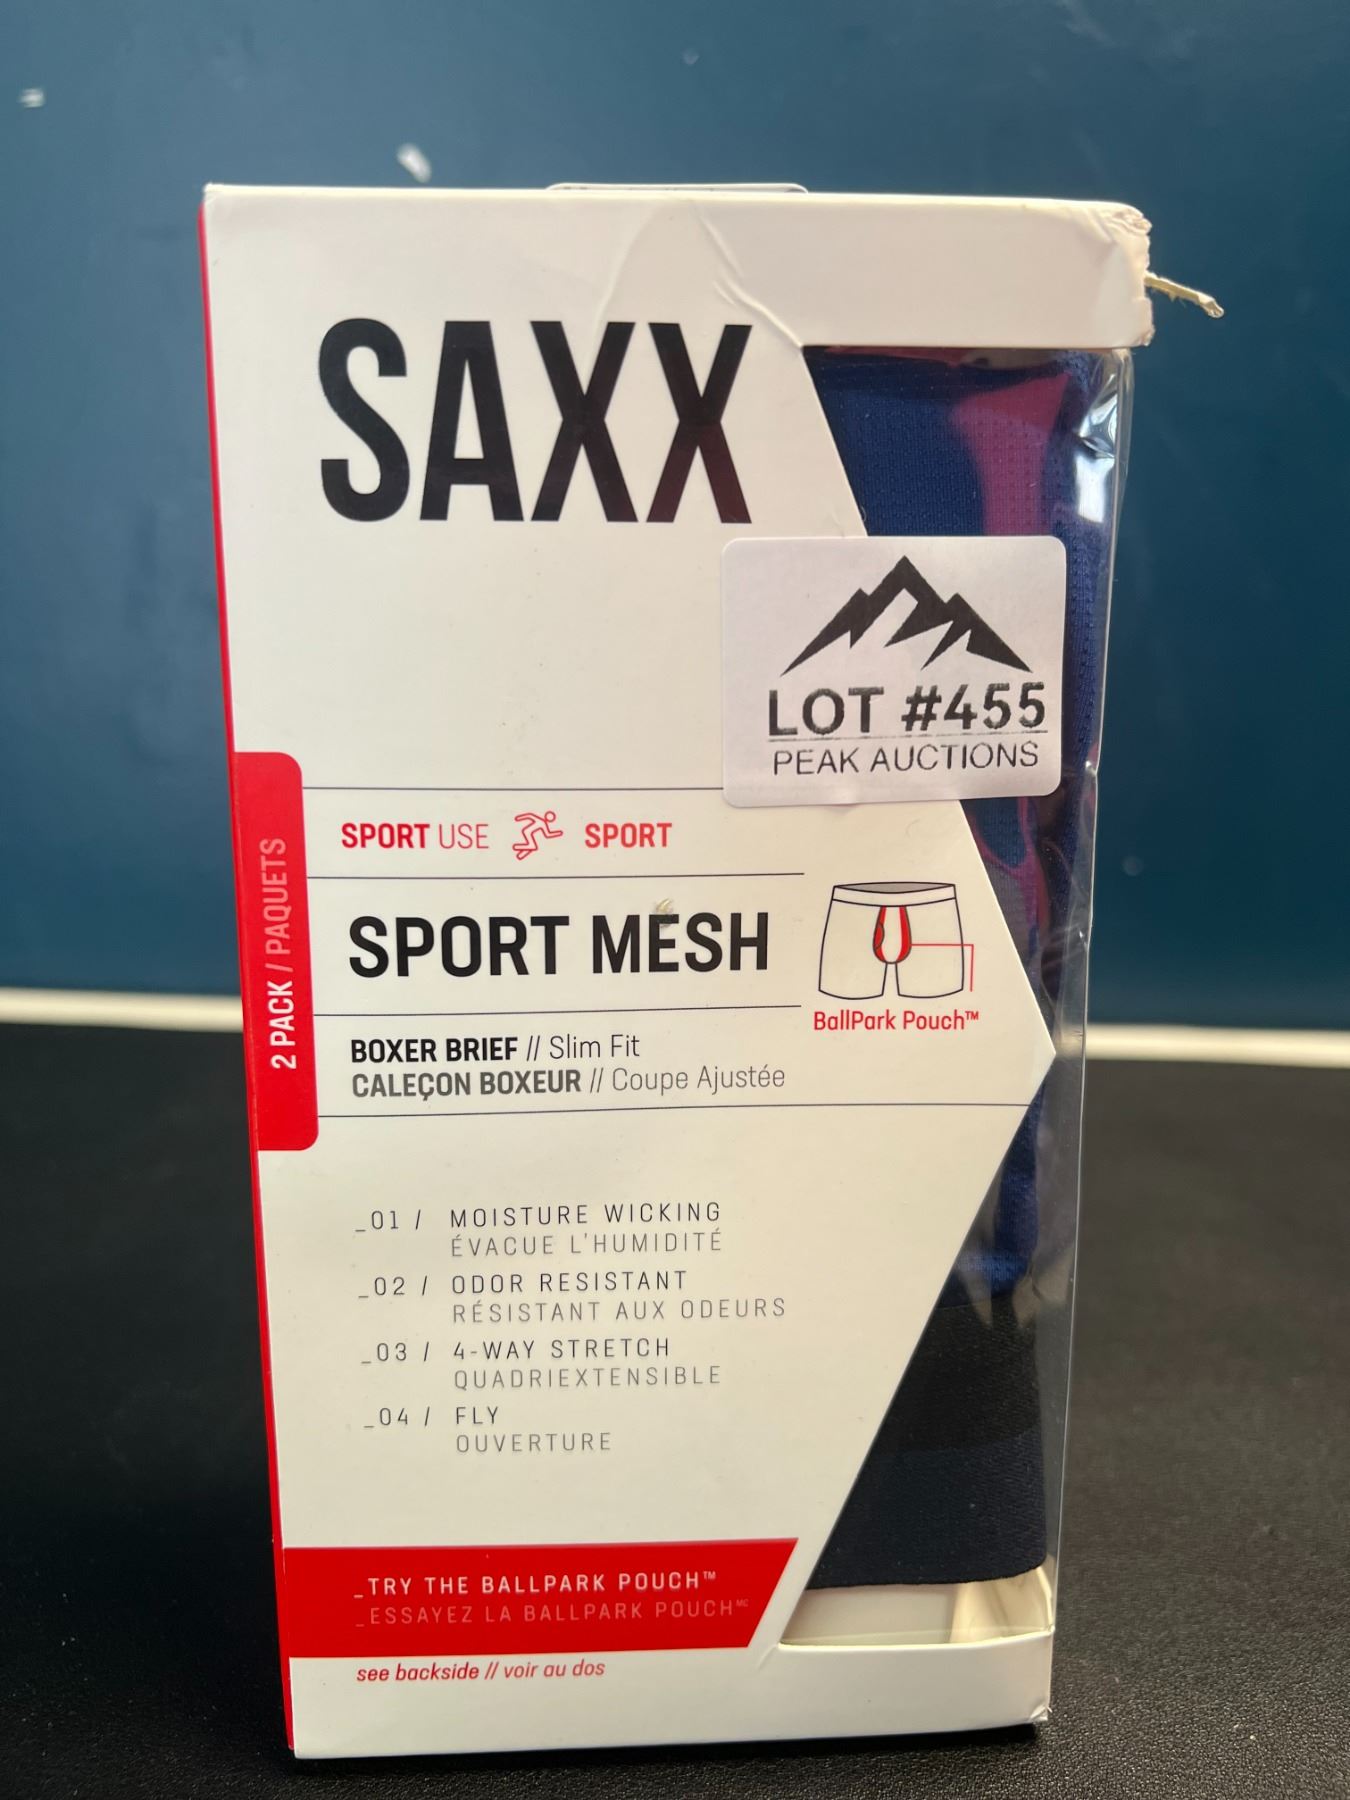 SAXX
LOT #455
PEAK AUCTIONS
SPORT USE SPORT
2 PACK / PAQUETS
SPORT MESH
BallPark Pouch™
BOXER BRIEF // Slim Fit
CALEÇON BOXEUR // Coupe Ajustée
_01 / MOISTURE WICKING
ÉVACUE L'HUMIDITÉ
_02 / ODOR RESISTANT
RÉSISTANT AUX ODEURS
_03 / 4-WAY STRETCH
QUADRIEXTENSIBLE
_04 / FLY
OUVERTURE
_TRY THE BALLPARK POUCH™
_ESSAYEZ LA BALLPARK POUCHᴹᶜ
see backside // voir au dos